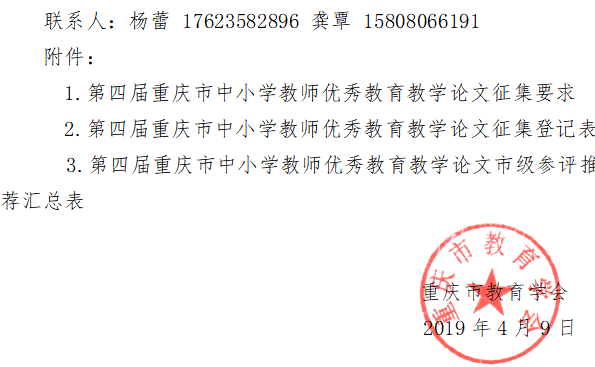 联系人：杨蕾 17623582896 龚覃 15808066191
附件：
1.第四届重庆市中小学教师优秀教育教学论文征集要求
2.第四届重庆市中小学教师优秀教育教学论文征集登记表
3.第四届重庆市中小学教师优秀教育教学论文市级参评推
荐汇总表
重庆市教育学会
重庆市教育学会
2019 年 4 月 9 日